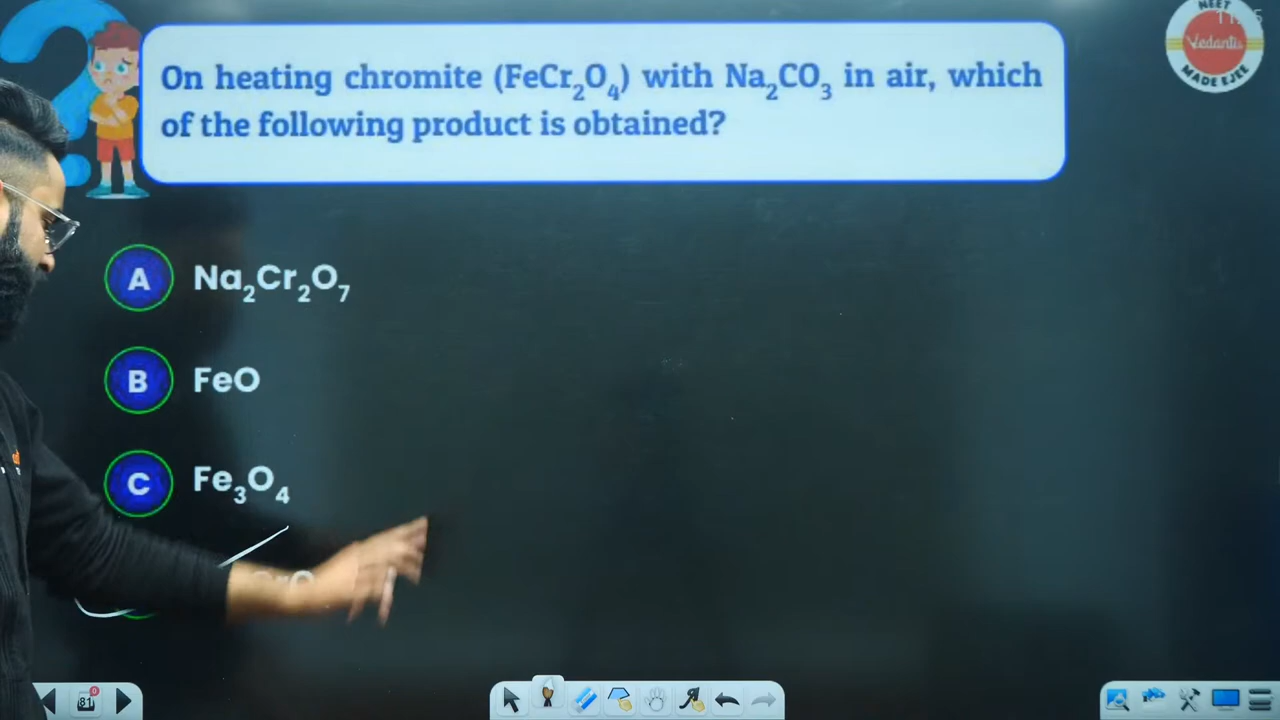 On heating chromite (FeCr₂O₄) with Na₂CO₃ in air, which
of the following product is obtained?
A Na₂Cr₂O₇
B FeO
C Fe₃O₄
NEET
Vedantu
MADE EJEE
81